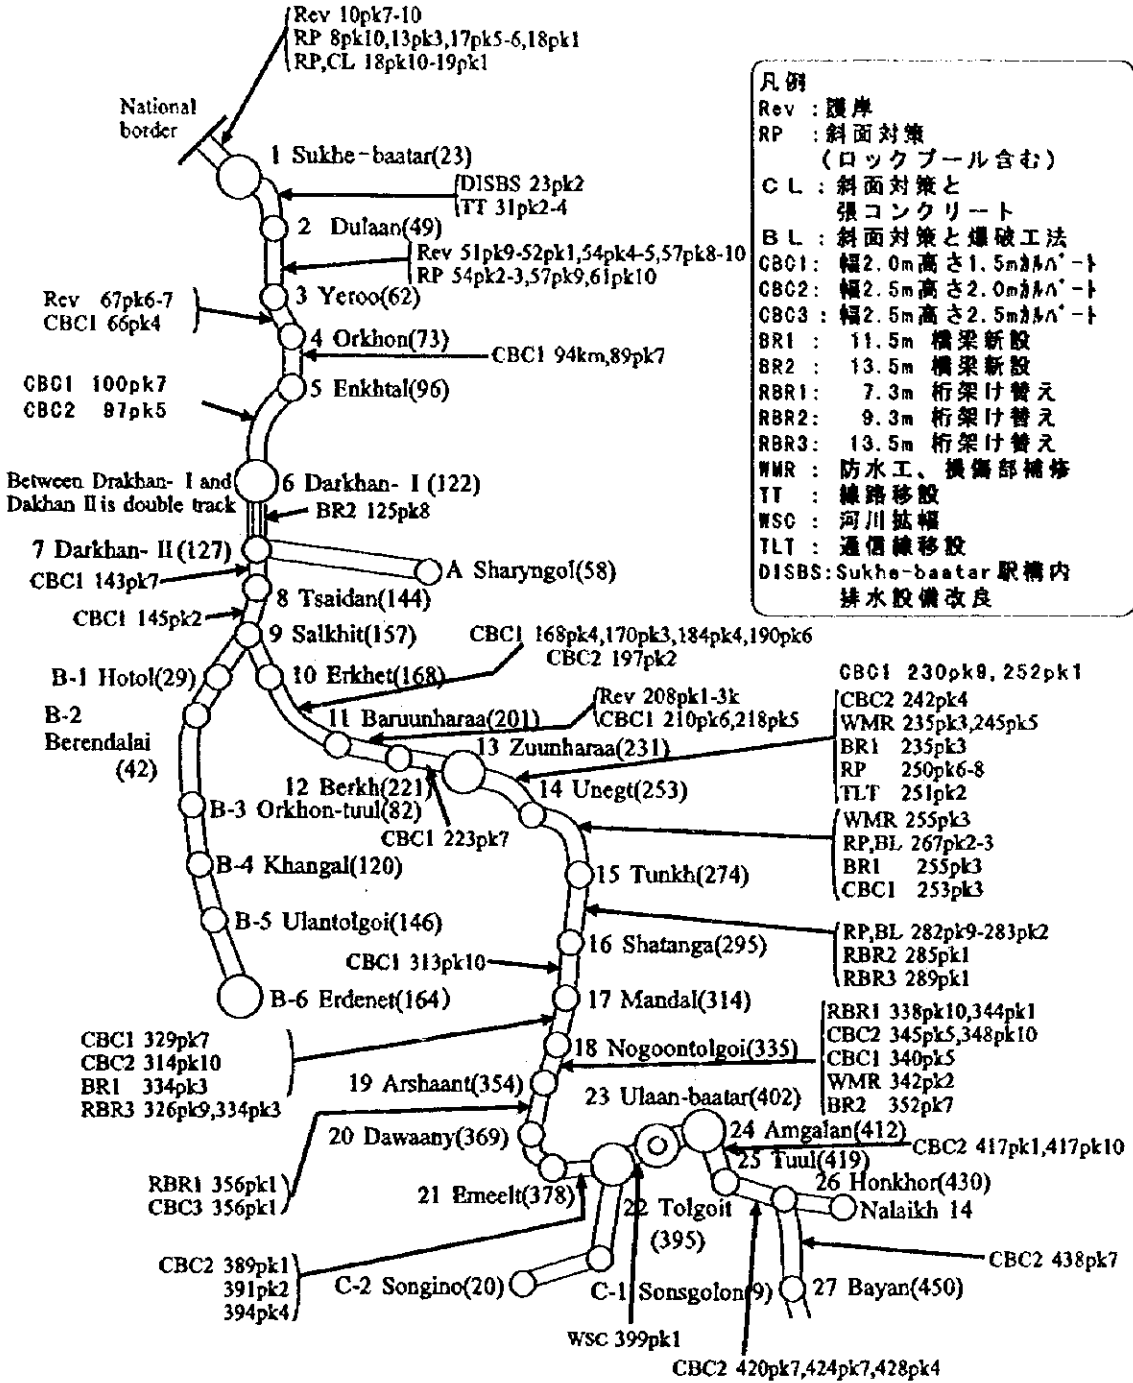 Rev 10pk7-10
RP 8pk10,13pk3,17pk5-6,18pk1
RP,CL 18pk10-19pk1
National
border
1 Sukhe-baatar(23)
DISBS 23pk2
TT 31pk2-4
2 Dulaan(49)
Rev 51pk9-52pk1,54pk4-5,57pk8-10
RP 54pk2-3,57pk9,61pk10
Rev 67pk6-7
CBC1 66pk4
3 Yeroo(62)
4 Orkhon(73)
CBC1 94km,89pk7
CBC1 100pk7
CBC2 97pk5
5 Enkhtal(96)
Between Drakhan- I and
Dakhan II is double track
6 Darkhan- I (122)
BR2 125pk8
7 Darkhan- II (127)
CBC1 143pk7
A Sharyngol(58)
8 Tsaidan(144)
CBC1 145pk2
9 Salkhit(157)
凡例
Rev :護岸
RP :斜面対策
(ロックプール含む)
CL :斜面対策と
張コンクリート
BL :斜面対策と爆破工法
CBC1: 幅2.0m高さ1.5mカルバート
CBC2: 幅2.5m高さ2.0mカルバート
CBC3: 幅2.5m高さ2.5mカルバート
BR1 : 11.5m 橋梁新設
BR2 : 13.5m 橋梁新設
RBR1: 7.3m 桁架け替え
RBR2: 9.3m 桁架け替え
RBR3: 13.5m 桁架け替え
WMR : 防水工、損傷部補修
TT : 線路移設
WSC : 河川拡幅
TLT : 通信線移設
DISBS:Sukhe-baatar 駅構内
排水設備改良
CBC1 168pk4,170pk3,184pk4,190pk6
CBC2 197pk2
B-1 Hotol(29)
10 Erkhet(168)
B-2
Berendalai
(42)
11 Baruunharaa(201)
Rev 208pk1-3k
CBC1 210pk6,218pk5
13 Zuunharaa(231)
12 Berkh(221)
14 Unegt(253)
CBC1 223pk7
CBC1 230pk9, 252pk1
CBC2 242pk4
WMR 235pk3,245pk5
BR1 235pk3
RP 250pk6-8
TLT 251pk2
B-3 Orkhon-tuul(82)
WMR 255pk3
RP,BL 267pk2-3
BR1 255pk3
CBC1 253pk3
B-4 Khangal(120)
15 Tunkh(274)
B-5 Ulantolgoi(146)
RP,BL 282pk9-283pk2
RBR2 285pk1
RBR3 289pk1
16 Shatanga(295)
CBC1 313pk10
B-6 Erdenet(164)
17 Mandal(314)
RBR1 338pk10,344pk1
CBC2 345pk5,348pk10
CBC1 340pk5
WMR 342pk2
BR2 352pk7
CBC1 329pk7
CBC2 314pk10
BR1 334pk3
RBR3 326pk9,334pk3
18 Nogoontolgoi(335)
19 Arshaant(354)
23 Ulaan-baatar(402)
20 Dawaany(369)
24 Amgalan(412)
CBC2 417pk1,417pk10
25 Tuul(419)
RBR1 356pk1
CBC3 356pk1
21 Emeelt(378)
26 Honkhor(430)
22 Tolgoit
(395)
Nalaikh 14
CBC2 389pk1
391pk2
394pk4
CBC2 438pk7
C-2 Songino(20)
C-1 Sonsgolon(9)
27 Bayan(450)
WSC 399pk1
CBC2 420pk7,424pk7,428pk4